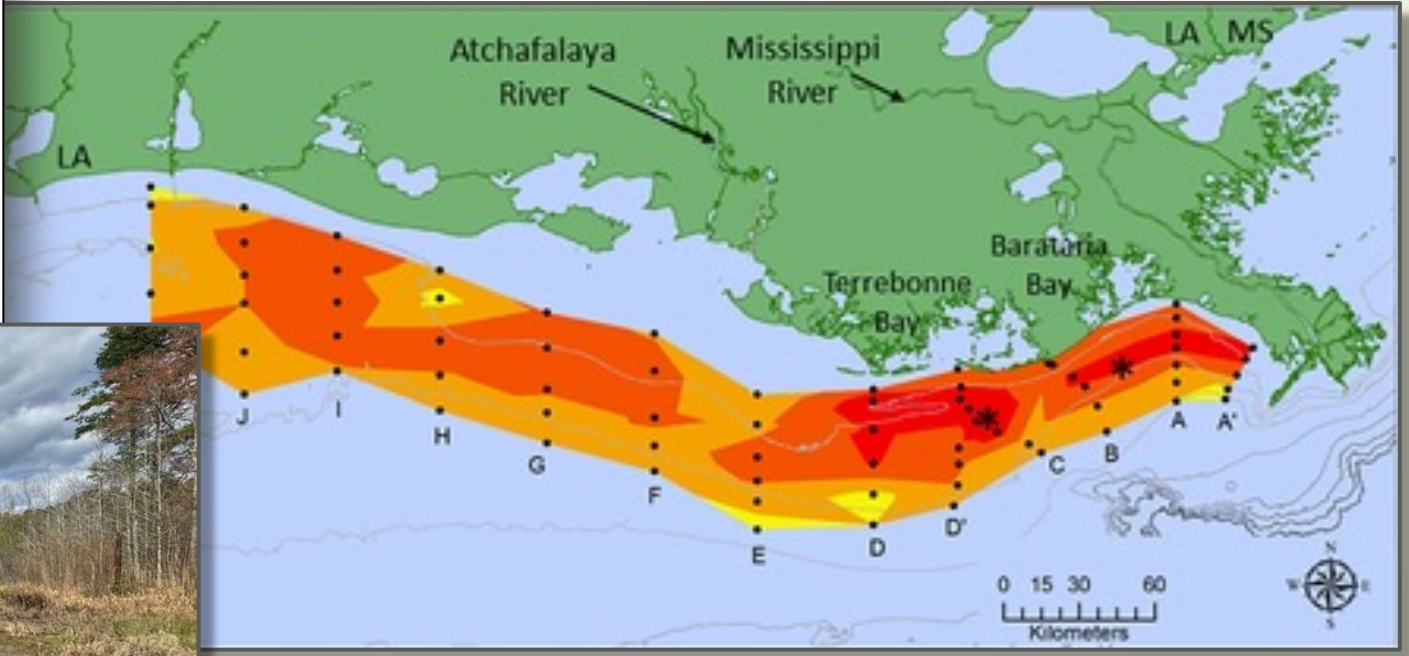 LA MS
Atchafalaya
River
Mississippi
River
LA
Barataria
Bay
Terrebonne
Bay
J
I
H
G
F
E
D
D'
C
B
A
A'
0 15 30 60
Kilometers
N
W E
S